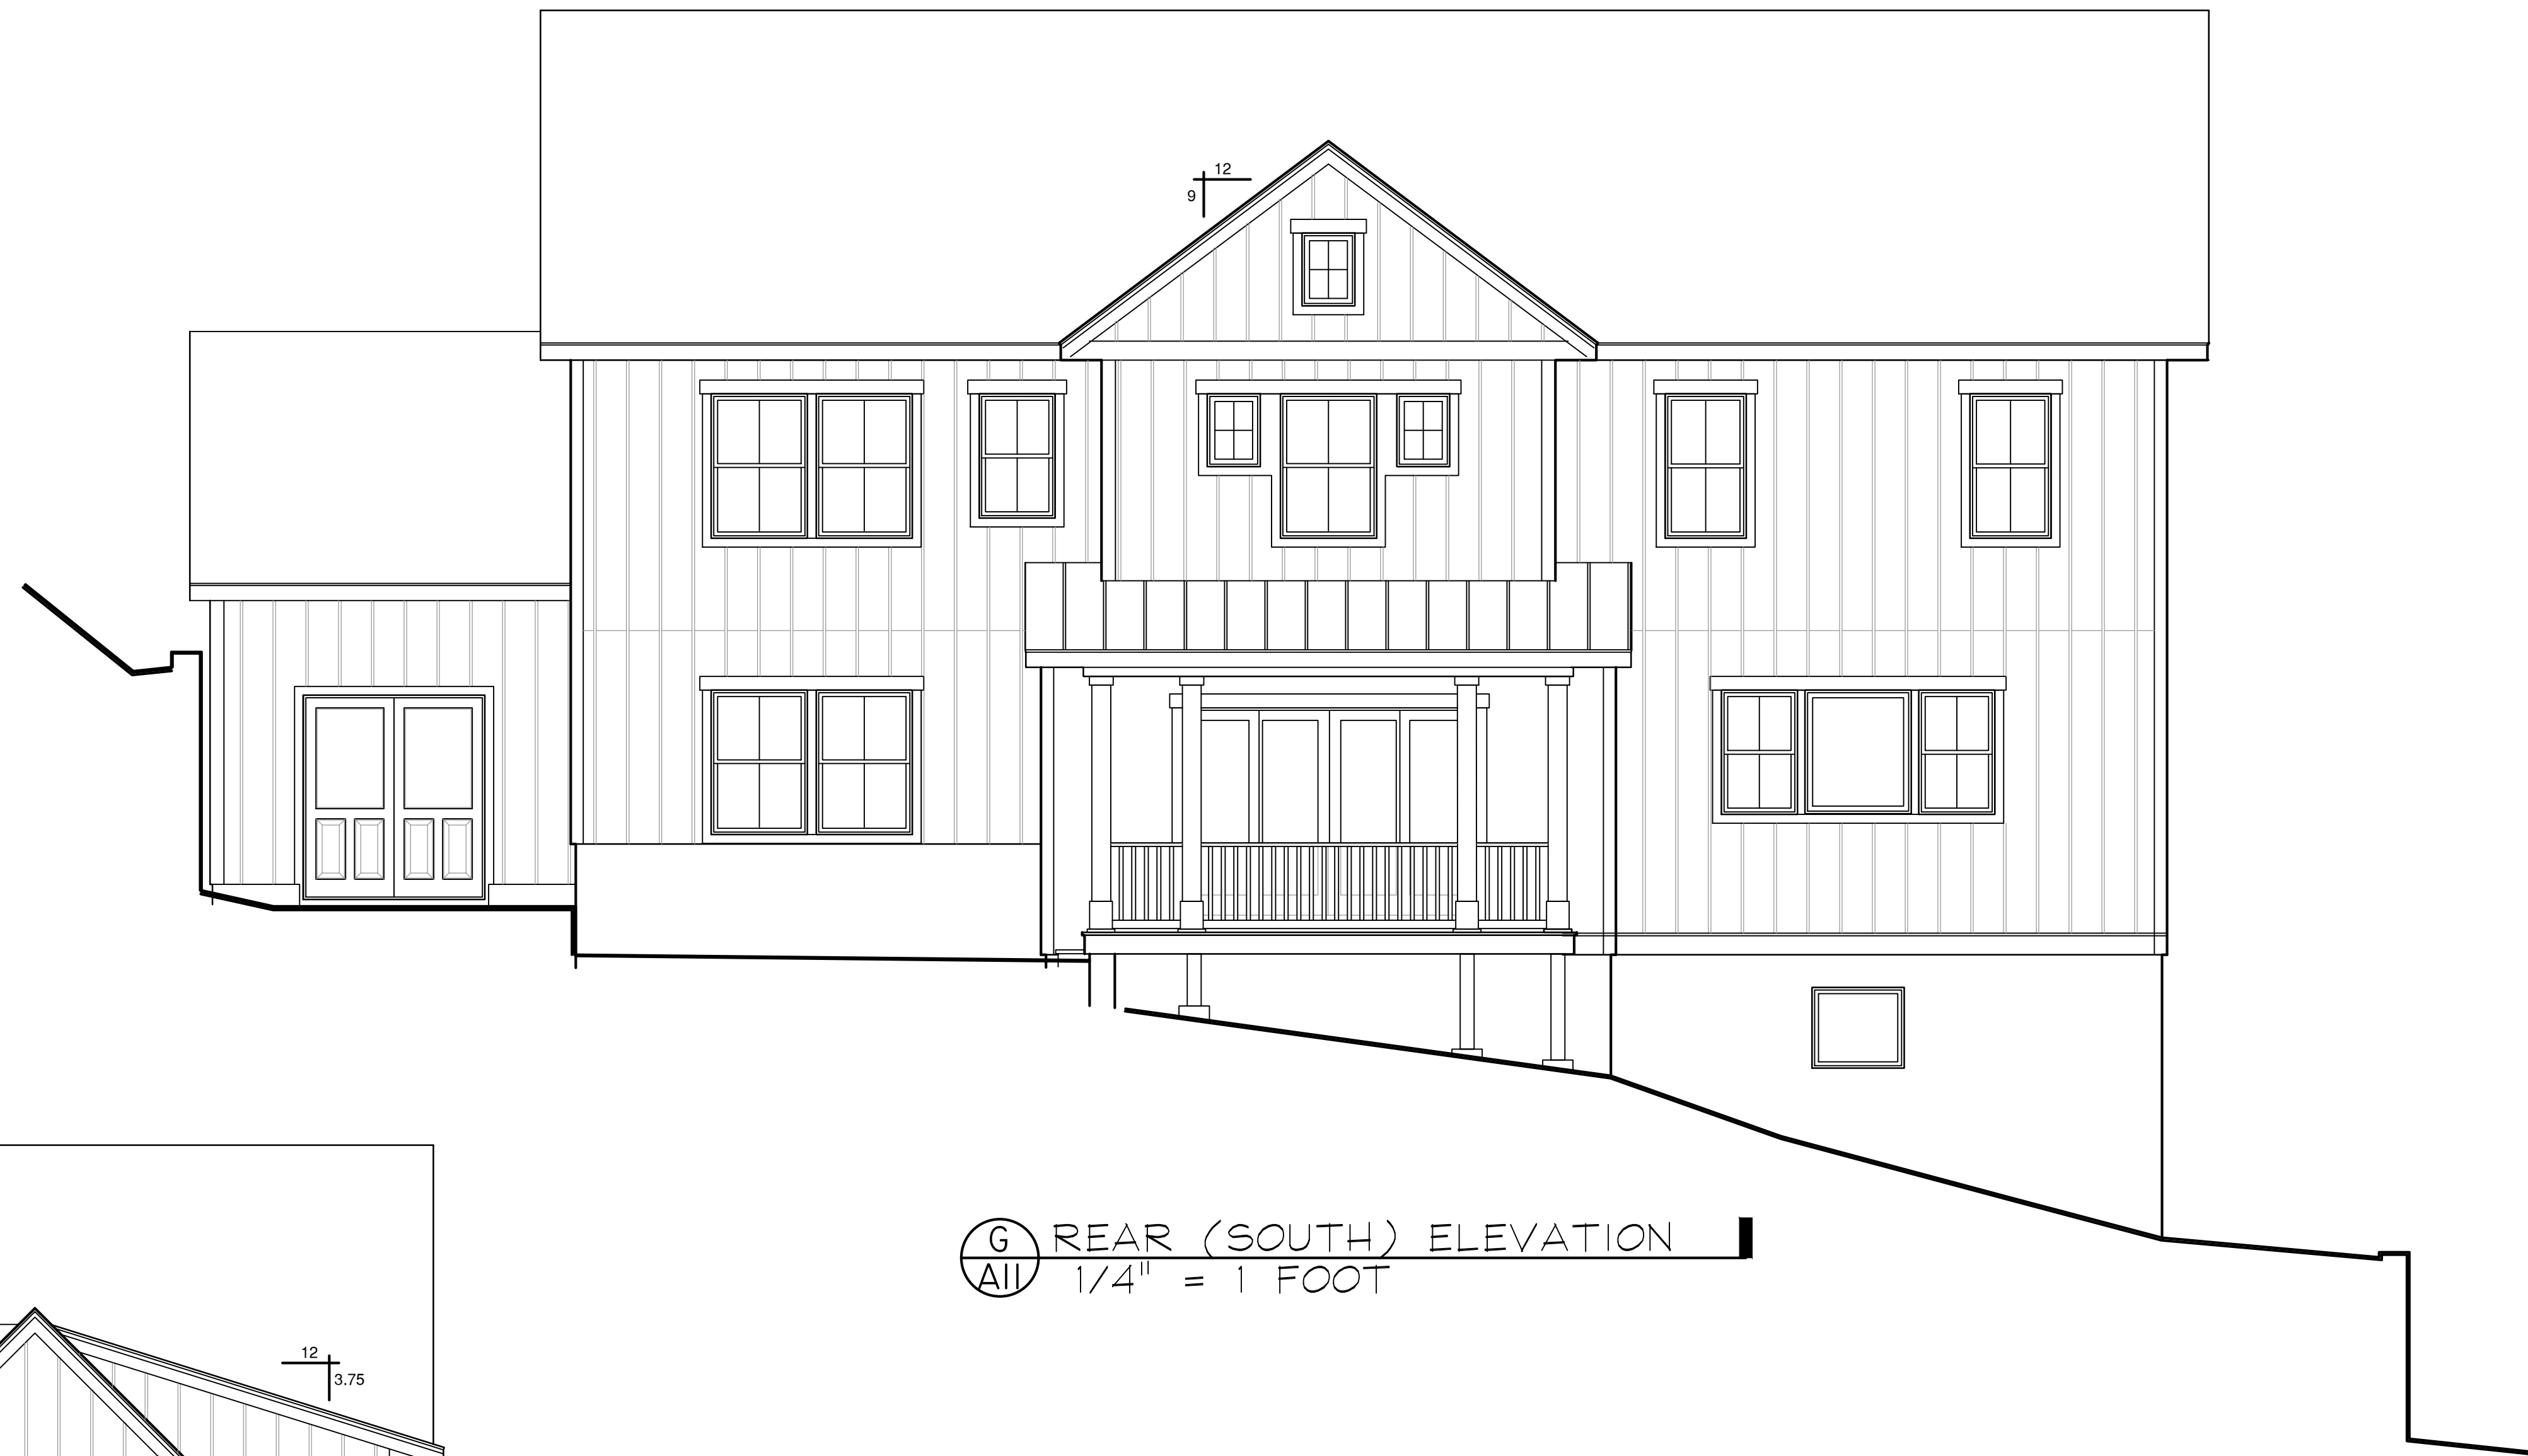 12
9
G
A11
REAR (SOUTH) ELEVATION
1/4" = 1 FOOT
12
3.75